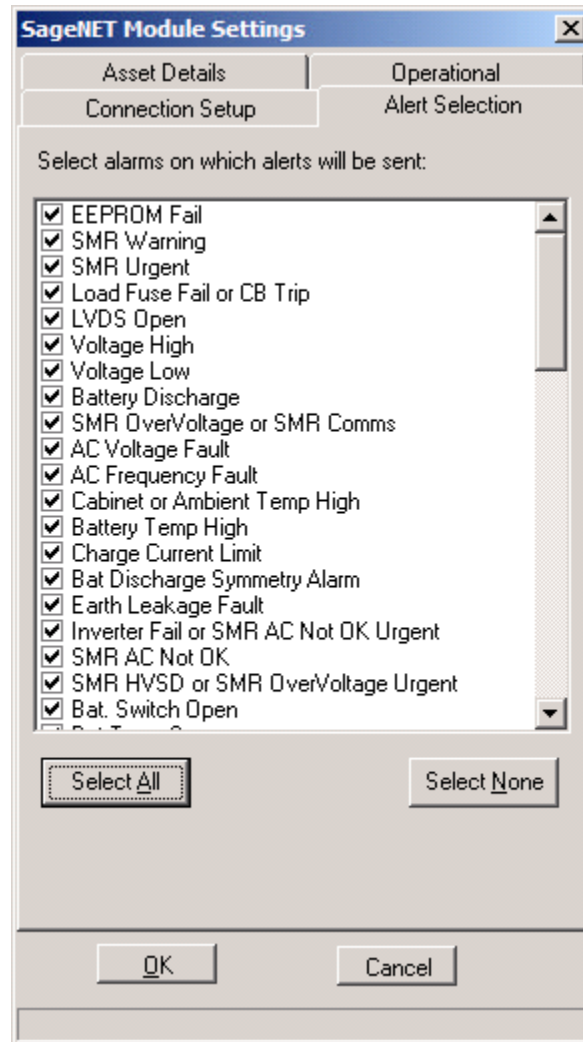 SageNET Module Settings
Asset Details
Operational
Connection Setup
Alert Selection
Select alarms on which alerts will be sent:
EEPROM Fail
SMR Warning
SMR Urgent
Load Fuse Fail or CB Trip
LVDS Open
Voltage High
Voltage Low
Battery Discharge
SMR OverVoltage or SMR Comms
AC Voltage Fault
AC Frequency Fault
Cabinet or Ambient Temp High
Battery Temp High
Charge Current Limit
Bat Discharge Symmetry Alarm
Earth Leakage Fault
Inverter Fail or SMR AC Not OK Urgent
SMR AC Not OK
SMR HVSD or SMR OverVoltage Urgent
Bat. Switch Open
Select All
Select None
OK
Cancel